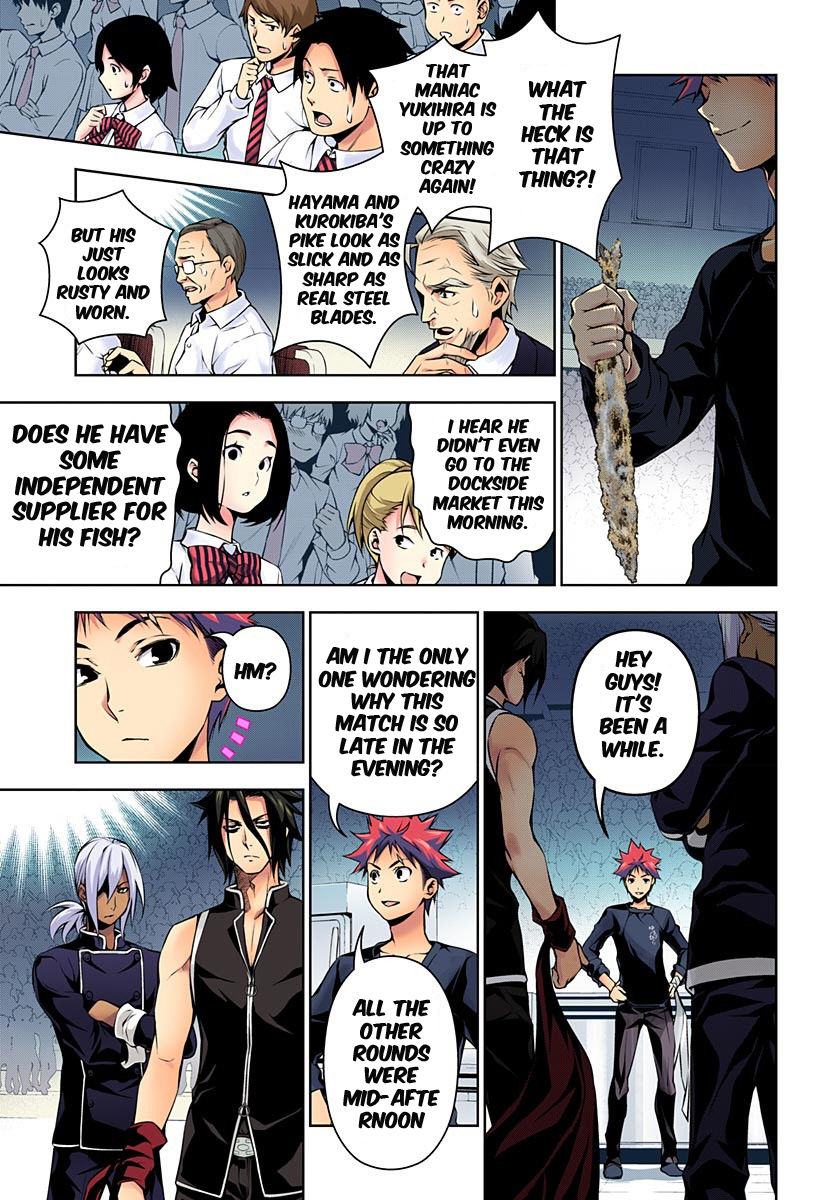 WHAT
THE
HECK IS
THAT
THING?!
THAT
MANIAC
YUKIHIRA IS
UP TO
SOMETHING
CRAZY
AGAIN!
HAYAMA AND
KUROKIBA'S
PIKE LOOK AS
SLICK AND AS
SHARP AS
REAL STEEL
BLADES.
BUT HIS
JUST
LOOKS
RUSTY AND
WORN.
I HEAR HE
DIDN'T EVEN
GO TO THE
DOCKSIDE
MARKET THIS
MORNING.
DOES HE HAVE
SOME
INDEPENDENT
SUPPLIER FOR
HIS FISH?
HEY
GUYS!
IT'S
BEEN A
WHILE.
AM I THE ONLY
ONE WONDERING
WHY THIS
MATCH IS SO
LATE IN THE
EVENING?
ALL
THE
OTHER
ROUNDS
WERE
MID-AFTE
RNOON
HM?